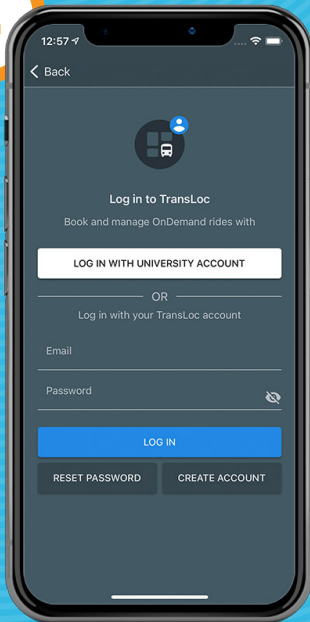 12:57
Back
Log in to TransLoc
Book and manage OnDemand rides with
LOG IN WITH UNIVERSITY ACCOUNT
OR
Log in with your TransLoc account
Email
Password
LOG IN
RESET PASSWORD CREATE ACCOUNT